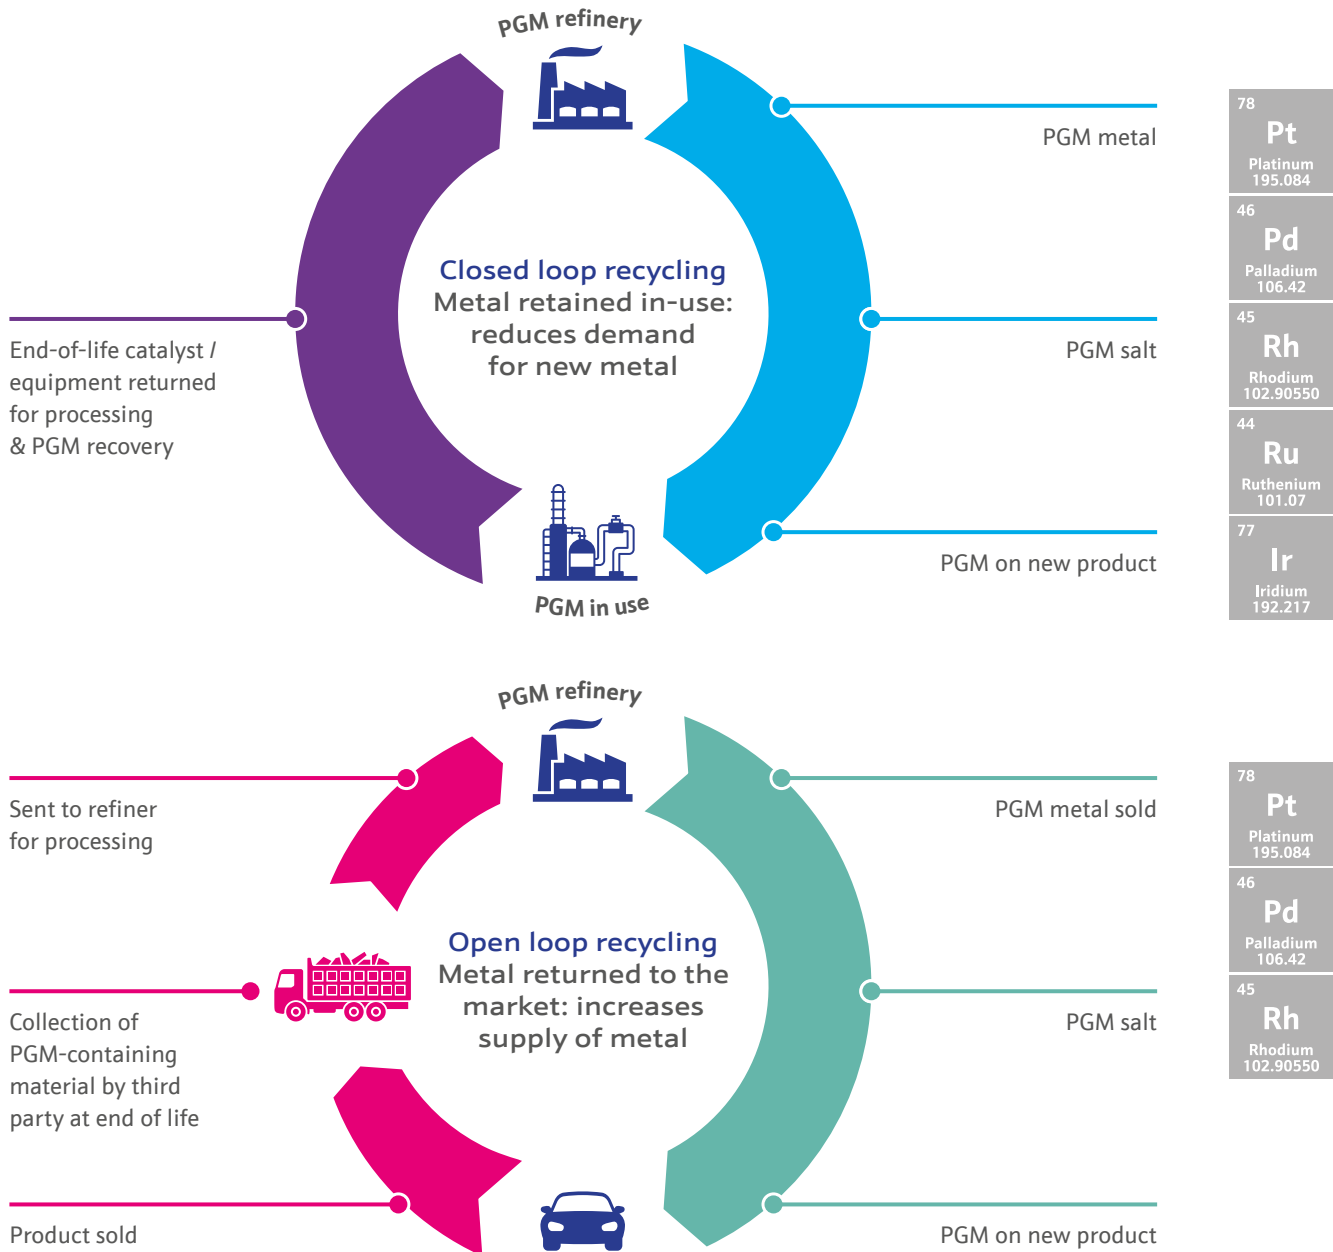 PGM refinery
PGM metal
Closed loop recycling
Metal retained in-use:
reduces demand
for new metal
End-of-life catalyst /
equipment returned
for processing
& PGM recovery
PGM salt
PGM on new product
PGM in use
78
Pt
Platinum
195.084
46
Pd
Palladium
106.42
45
Rh
Rhodium
102.90550
44
Ru
Ruthenium
101.07
77
Ir
Iridium
192.217
PGM refinery
Sent to refiner
for processing
PGM metal sold
Open loop recycling
Metal returned to the
market: increases
supply of metal
Collection of
PGM-containing
material by third
party at end of life
PGM salt
Product sold
PGM on new product
78
Pt
Platinum
195.084
46
Pd
Palladium
106.42
45
Rh
Rhodium
102.90550